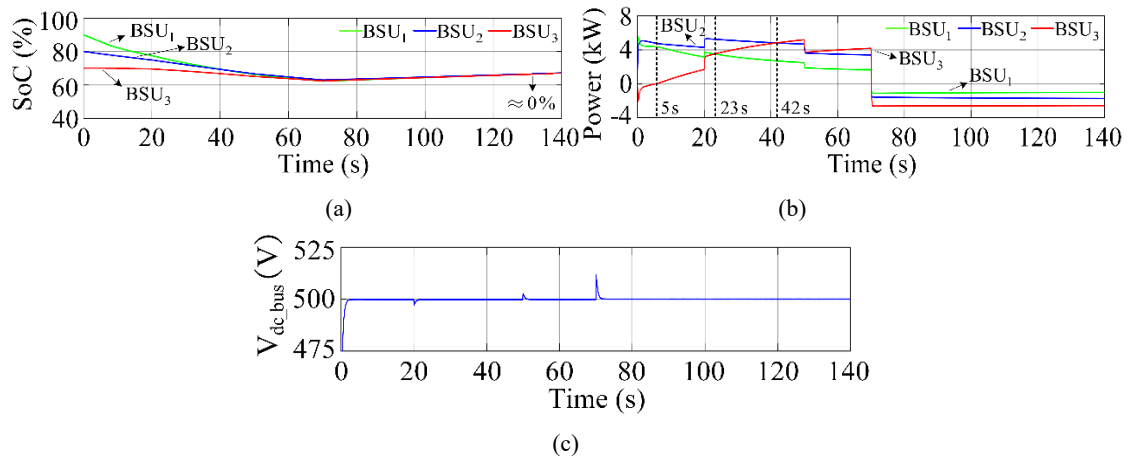 SoC (%)
100
80
60
40
BSU1
BSU2
BSU3
BSU1
BSU2
BSU3
≈0%
0 20 40 60 80 100 120 140
Time (s)
(a)
Power (kW)
8
4
0
-4
BSU1
BSU2
BSU3
BSU2
BSU3
BSU1
5s
23s
42s
0 20 40 60 80 100 120 140
Time (s)
(b)
Vdc_bus (V)
525
500
475
0 20 40 60 80 100 120 140
Time (s)
(c)